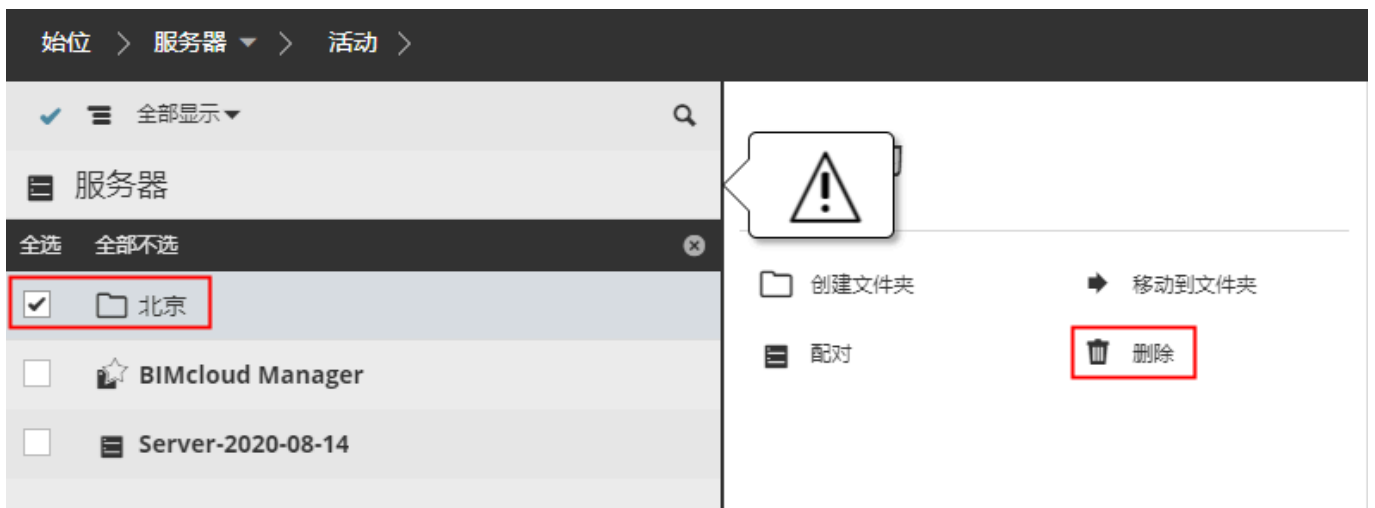 始位 > 服务器 > 活动 >
全部显示
服务器
全选 全部不选
北京
BIMcloud Manager
Server-2020-08-14
创建文件夹 移动到文件夹
配对 删除